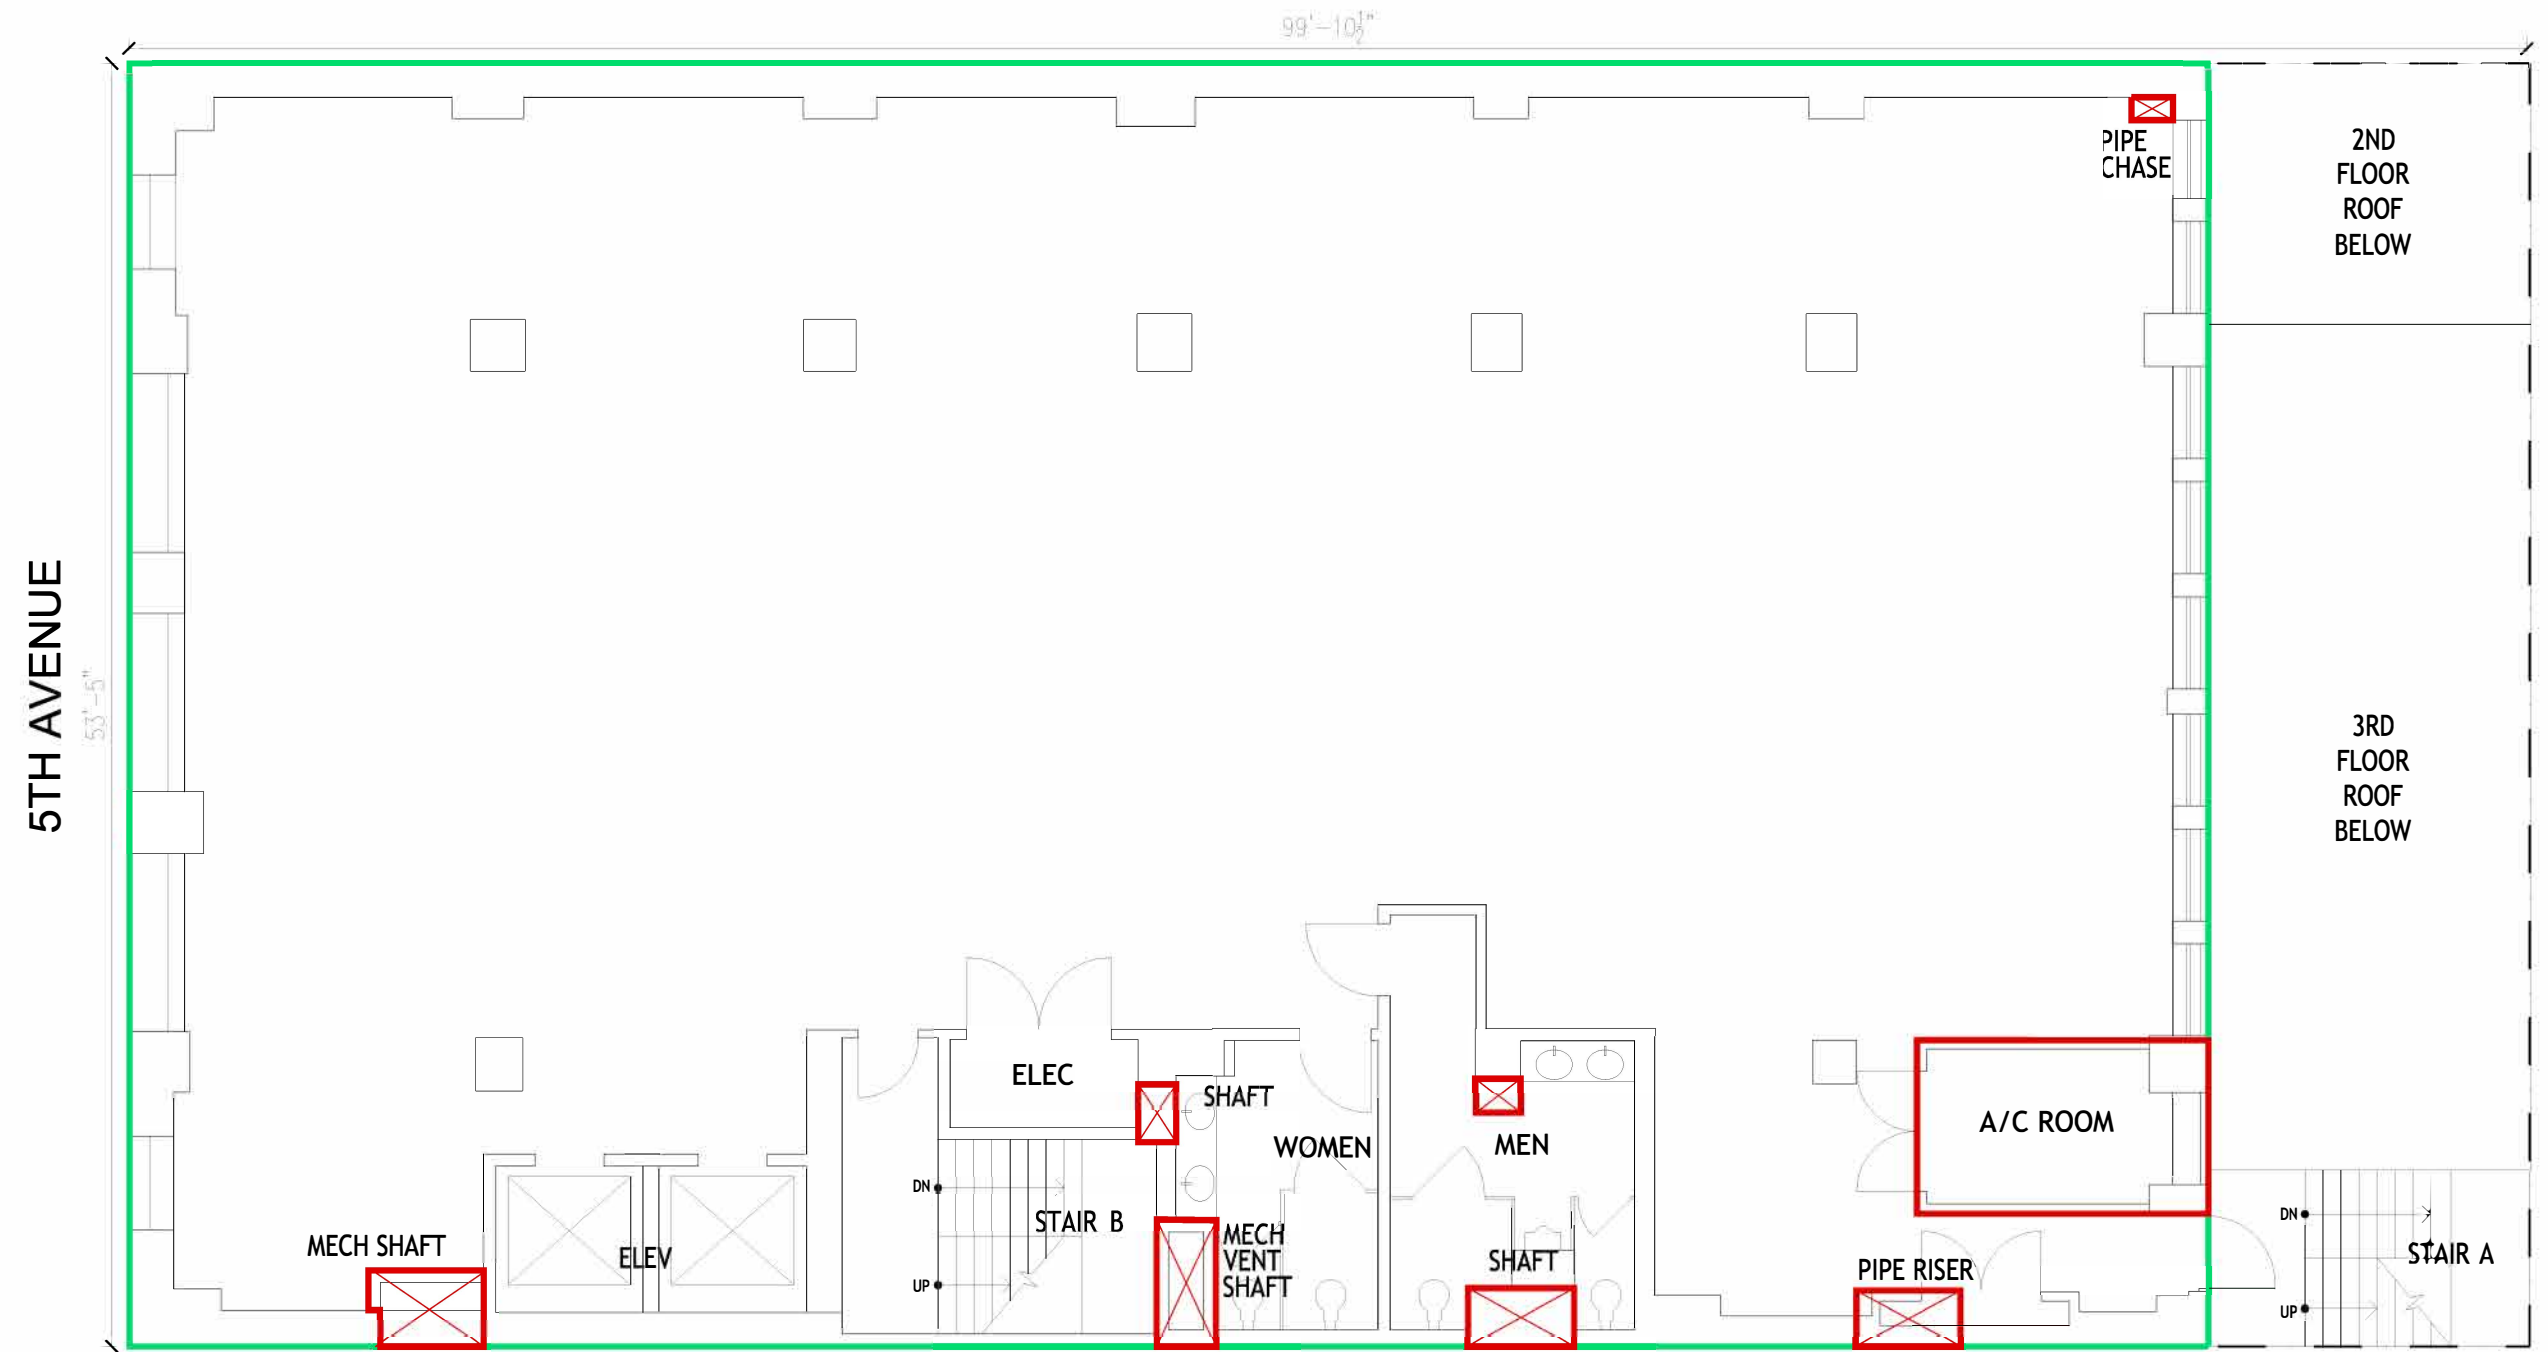 99'-10½"
PIPE
CHASE
2ND
FLOOR
ROOF
BELOW
5TH AVENUE
53'-5"
3RD
FLOOR
ROOF
BELOW
ELEC
SHAFT
WOMEN
MEN
A/C ROOM
DN
STAIR B
UP
MECH SHAFT
ELEV
MECH
VENT
SHAFT
SHAFT
PIPE RISER
DN
STAIR A
UP